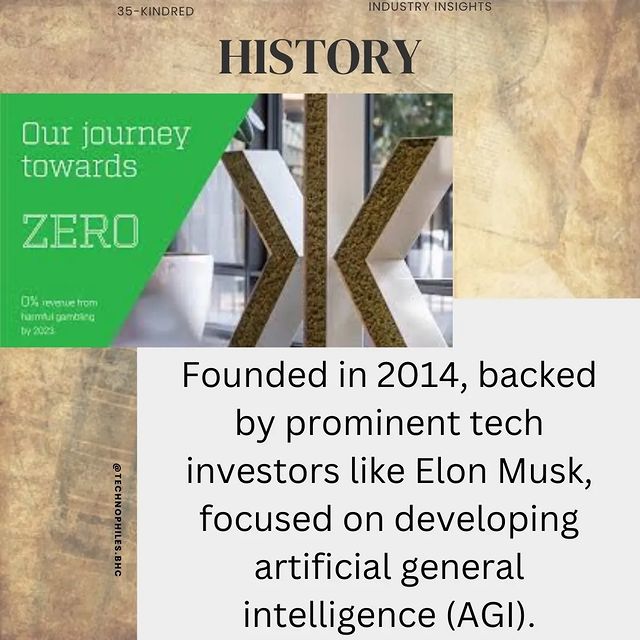 35-KINDRED
INDUSTRY INSIGHTS
HISTORY
Our journey
towards
ZERO
0% revenue from
harmful gambling
by 2023.
Founded in 2014, backed
by prominent tech
investors like Elon Musk,
focused on developing
artificial general
intelligence (AGI).
@TECHNOPHILES.BHC